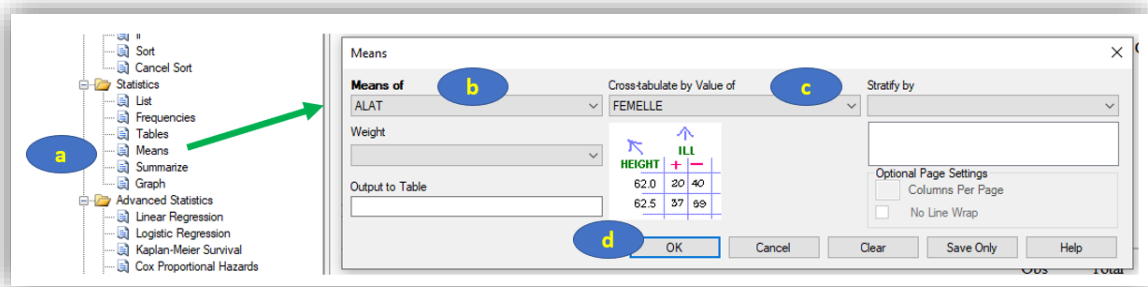 If
Sort
Cancel Sort
Statistics
List
Frequencies
Tables
a
Means
Summarize
Graph
Advanced Statistics
Linear Regression
Logistic Regression
Kaplan-Meier Survival
Cox Proportional Hazards
Means
Means of
b
Cross-tabulate by Value of
c
Stratify by
ALAT
FEMELLE
Weight
ILL
HEIGHT + −
62.0 20 40
62.5 37 99
Output to Table
Optional Page Settings
Columns Per Page
No Line Wrap
d
OK
Cancel
Clear
Save Only
Help
Obs Total